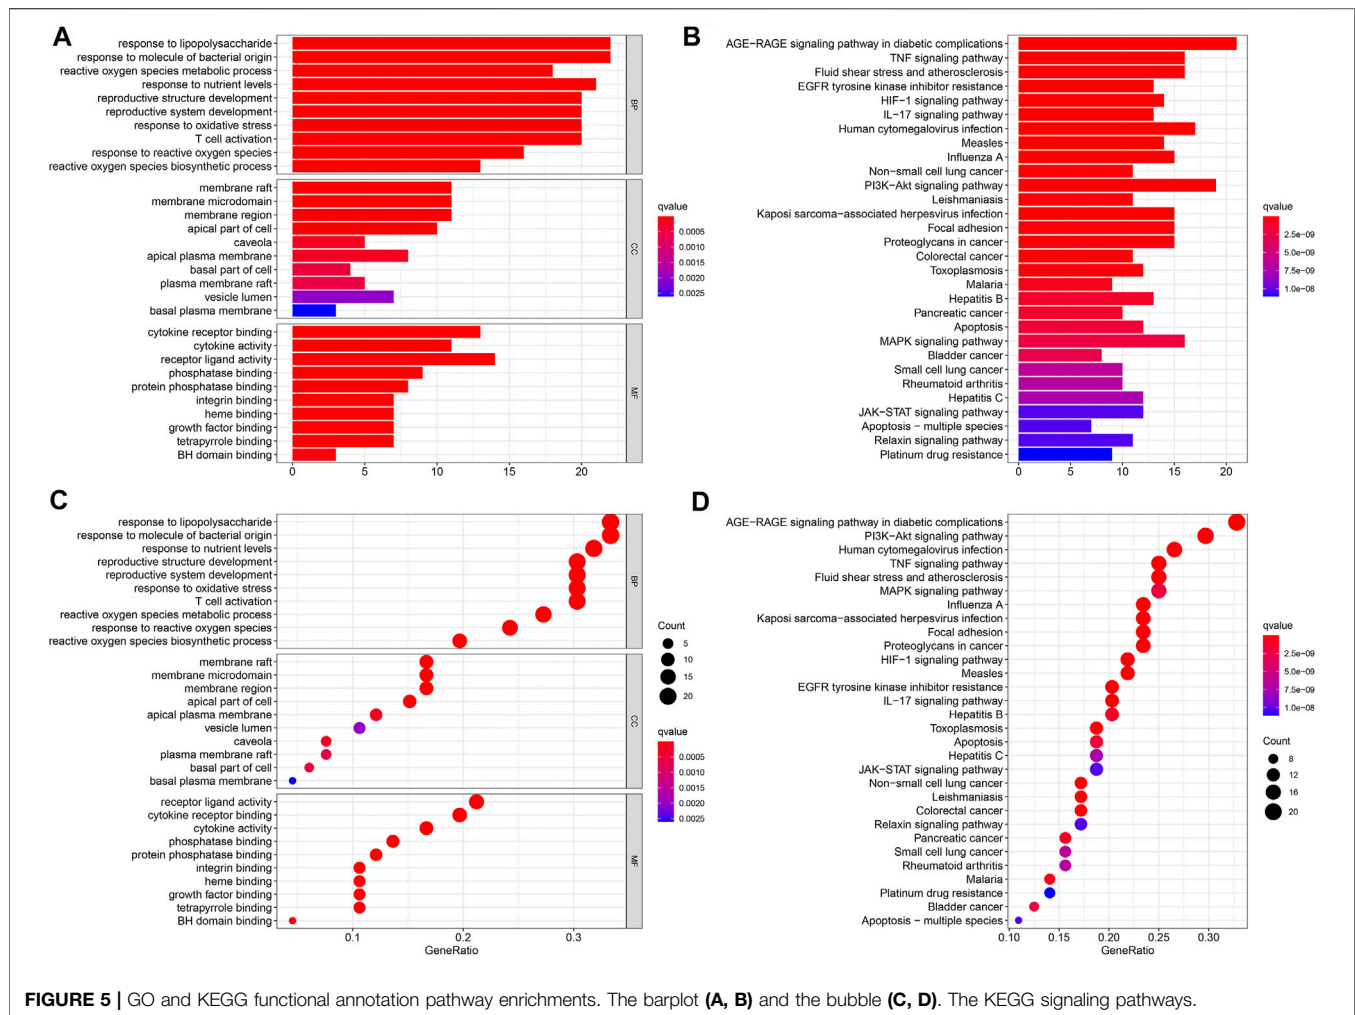 A
response to lipopolysaccharide
response to molecule of bacterial origin
reactive oxygen species metabolic process
response to nutrient levels
reproductive structure development
reproductive system development
response to oxidative stress
T cell activation
response to reactive oxygen species
reactive oxygen species biosynthetic process
BP
membrane raft
membrane microdomain
membrane region
apical part of cell
caveola
apical plasma membrane
basal part of cell
plasma membrane raft
vesicle lumen
basal plasma membrane
CC
cytokine receptor binding
cytokine activity
receptor ligand activity
phosphatase binding
protein phosphatase binding
integrin binding
heme binding
growth factor binding
tetrapyrrole binding
BH domain binding
MF
0 5 10 15 20
qvalue
0.0005
0.0010
0.0015
0.0020
0.0025
B
AGE−RAGE signaling pathway in diabetic complications
TNF signaling pathway
Fluid shear stress and atherosclerosis
EGFR tyrosine kinase inhibitor resistance
HIF−1 signaling pathway
IL−17 signaling pathway
Human cytomegalovirus infection
Measles
Influenza A
Non−small cell lung cancer
PI3K−Akt signaling pathway
Leishmaniasis
Kaposi sarcoma−associated herpesvirus infection
Focal adhesion
Proteoglycans in cancer
Colorectal cancer
Toxoplasmosis
Malaria
Hepatitis B
Pancreatic cancer
Apoptosis
MAPK signaling pathway
Bladder cancer
Small cell lung cancer
Rheumatoid arthritis
Hepatitis C
JAK−STAT signaling pathway
Apoptosis − multiple species
Relaxin signaling pathway
Platinum drug resistance
0 5 10 15 20
qvalue
2.5e−09
5.0e−09
7.5e−09
1.0e−08
C
response to lipopolysaccharide
response to molecule of bacterial origin
response to nutrient levels
reproductive structure development
reproductive system development
response to oxidative stress
T cell activation
reactive oxygen species metabolic process
response to reactive oxygen species
reactive oxygen species biosynthetic process
BP
membrane raft
membrane microdomain
membrane region
apical part of cell
apical plasma membrane
vesicle lumen
caveola
plasma membrane raft
basal part of cell
basal plasma membrane
CC
receptor ligand activity
cytokine receptor binding
cytokine activity
phosphatase binding
protein phosphatase binding
integrin binding
heme binding
growth factor binding
tetrapyrrole binding
BH domain binding
MF
0.1 0.2 0.3
GeneRatio
Count
5
10
15
20
qvalue
0.0005
0.0010
0.0015
0.0020
0.0025
D
AGE−RAGE signaling pathway in diabetic complications
PI3K−Akt signaling pathway
Human cytomegalovirus infection
TNF signaling pathway
Fluid shear stress and atherosclerosis
MAPK signaling pathway
Influenza A
Kaposi sarcoma−associated herpesvirus infection
Focal adhesion
Proteoglycans in cancer
HIF−1 signaling pathway
Measles
EGFR tyrosine kinase inhibitor resistance
IL−17 signaling pathway
Hepatitis B
Toxoplasmosis
Apoptosis
Hepatitis C
JAK−STAT signaling pathway
Non−small cell lung cancer
Leishmaniasis
Colorectal cancer
Relaxin signaling pathway
Pancreatic cancer
Small cell lung cancer
Rheumatoid arthritis
Malaria
Platinum drug resistance
Bladder cancer
Apoptosis − multiple species
0.10 0.15 0.20 0.25 0.30
GeneRatio
qvalue
2.5e−09
5.0e−09
7.5e−09
1.0e−08
Count
8
12
16
20
FIGURE 5 | GO and KEGG functional annotation pathway enrichments. The barplot (A, B) and the bubble (C, D). The KEGG signaling pathways.